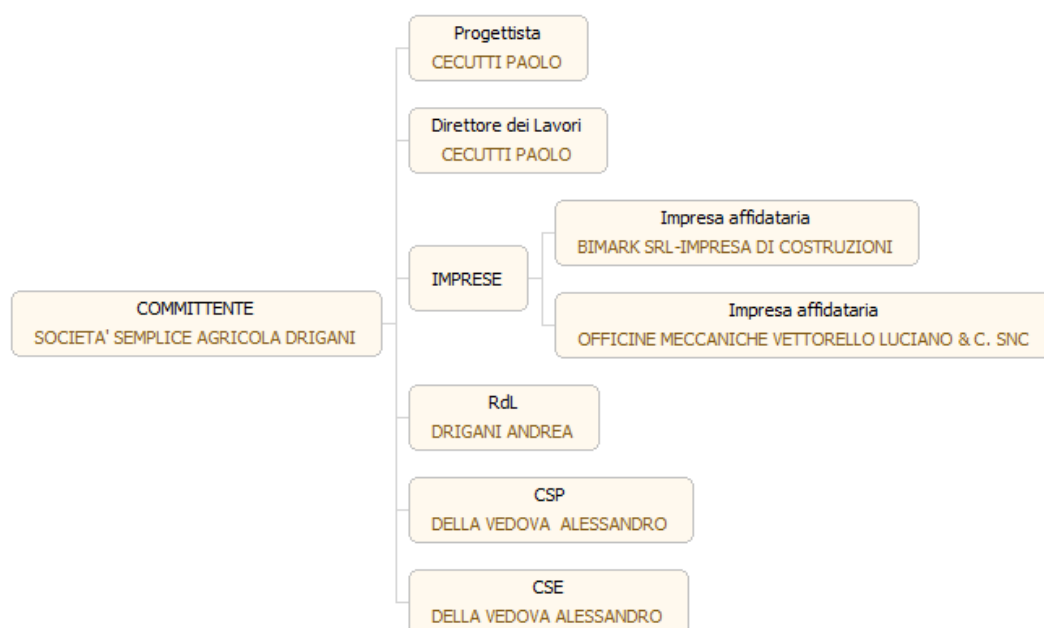 Progettista
CECUTTI PAOLO
Direttore dei Lavori
CECUTTI PAOLO
Impresa affidataria
BIMARK SRL-IMPRESA DI COSTRUZIONI
IMPRESE
COMMITTENTE
SOCIETA' SEMPLICE AGRICOLA DRIGANI
Impresa affidataria
OFFICINE MECCANICHE VETTORELLO LUCIANO & C. SNC
RdL
DRIGANI ANDREA
CSP
DELLA VEDOVA  ALESSANDRO
CSE
DELLA VEDOVA ALESSANDRO